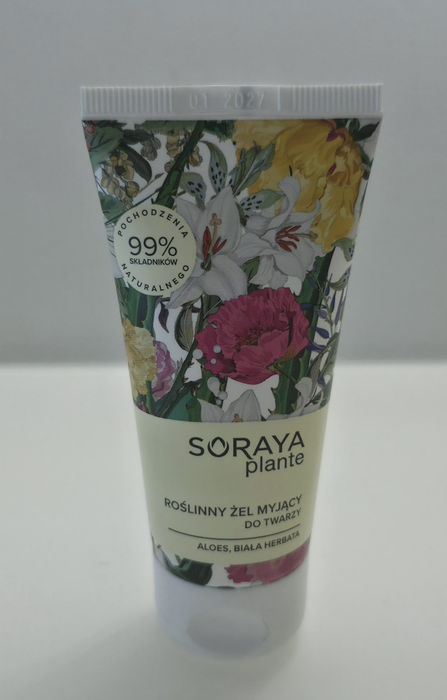 01 2027
POCHODZENIA
99%
SKŁADNIKÓW
NATURALNEGO
SORAYA
plante
ROŚLINNY ŻEL MYJĄCY
DO TWARZY
ALOES, BIAŁA HERBATA